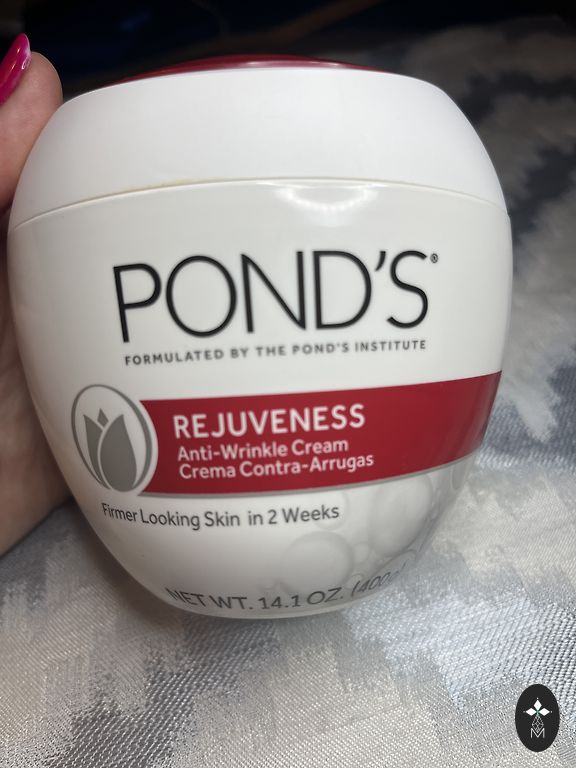 POND'S®
FORMULATED BY THE POND'S INSTITUTE
REJUVENESS
Anti-Wrinkle Cream
Crema Contra-Arrugas
Firmer Looking Skin in 2 Weeks
NET WT. 14.1 OZ. (400g)
M